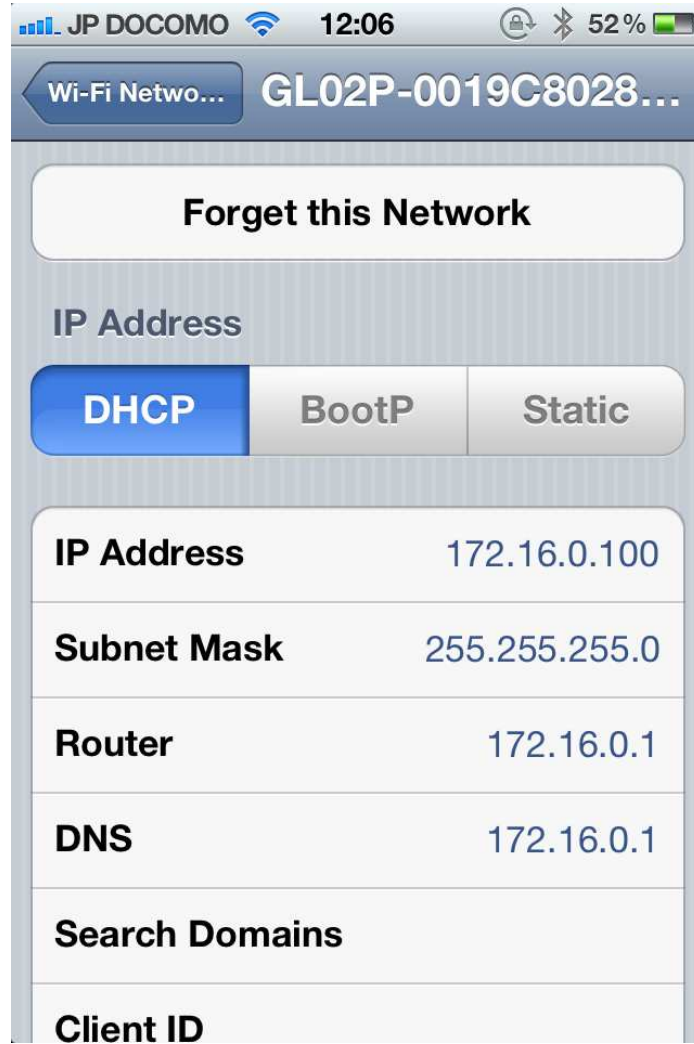 JP DOCOMO 12:06 52%
Wi-Fi Netwo... GL02P-0019C8028...
Forget this Network
IP Address
DHCP BootP Static
IP Address 172.16.0.100
Subnet Mask 255.255.255.0
Router 172.16.0.1
DNS 172.16.0.1
Search Domains
Client ID